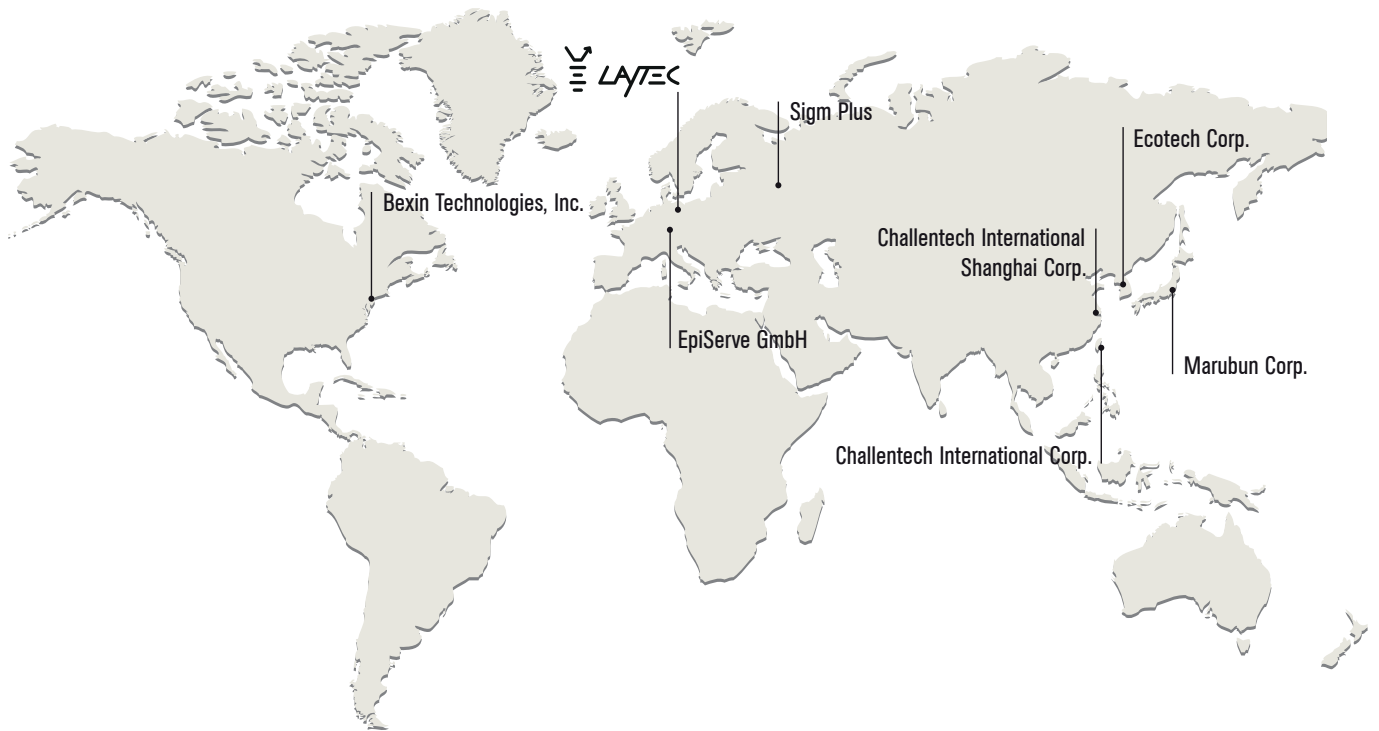 LAYTEC
Sigm Plus
Ecotech Corp.
Bexin Technologies, Inc.
Challentech International
Shanghai Corp.
EpiServe GmbH
Marubun Corp.
Challentech International Corp.